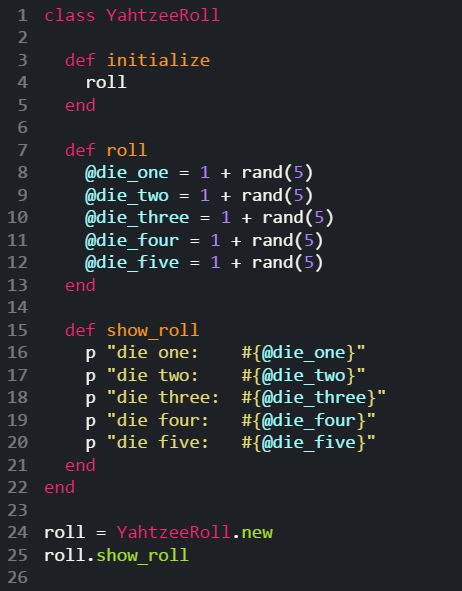 1 class YahtzeeRoll
2
3   def initialize
4     roll
5   end
6
7   def roll
8     @die_one = 1 + rand(5)
9     @die_two = 1 + rand(5)
10     @die_three = 1 + rand(5)
11     @die_four = 1 + rand(5)
12     @die_five = 1 + rand(5)
13   end
14
15   def show_roll
16     p "die one:    #{@die_one}"
17     p "die two:    #{@die_two}"
18     p "die three:  #{@die_three}"
19     p "die four:   #{@die_four}"
20     p "die five:   #{@die_five}"
21   end
22 end
23
24 roll = YahtzeeRoll.new
25 roll.show_roll
26